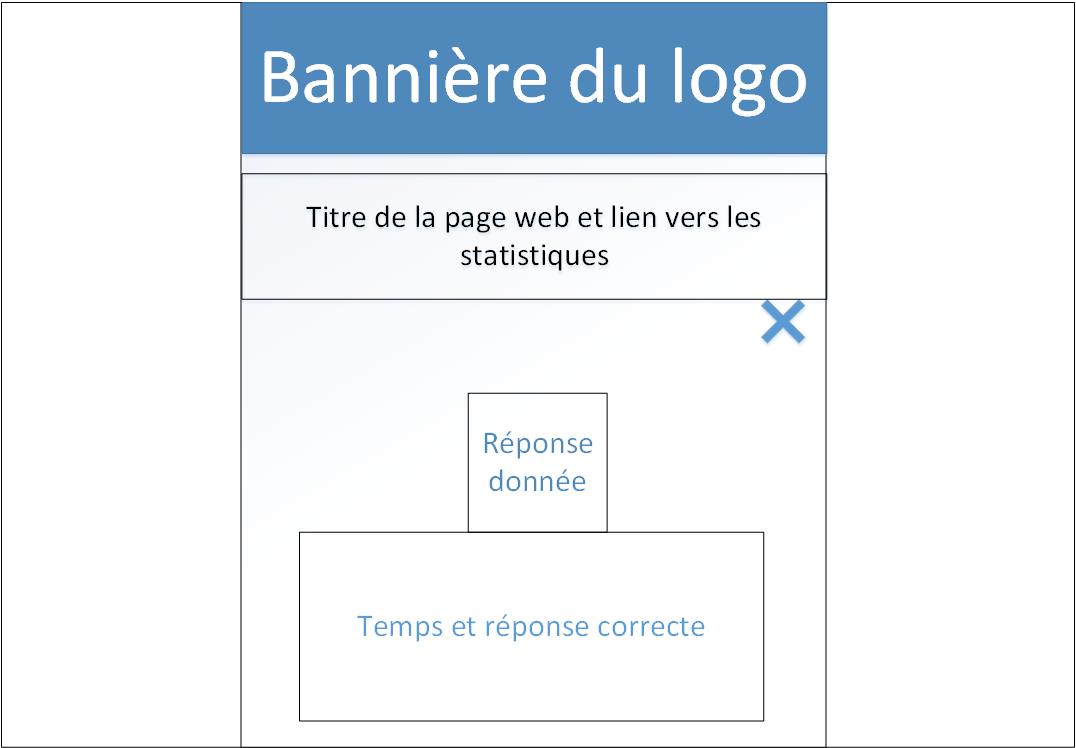 Bannière du logo
Titre de la page web et lien vers les
statistiques
Réponse
donnée
Temps et réponse correcte